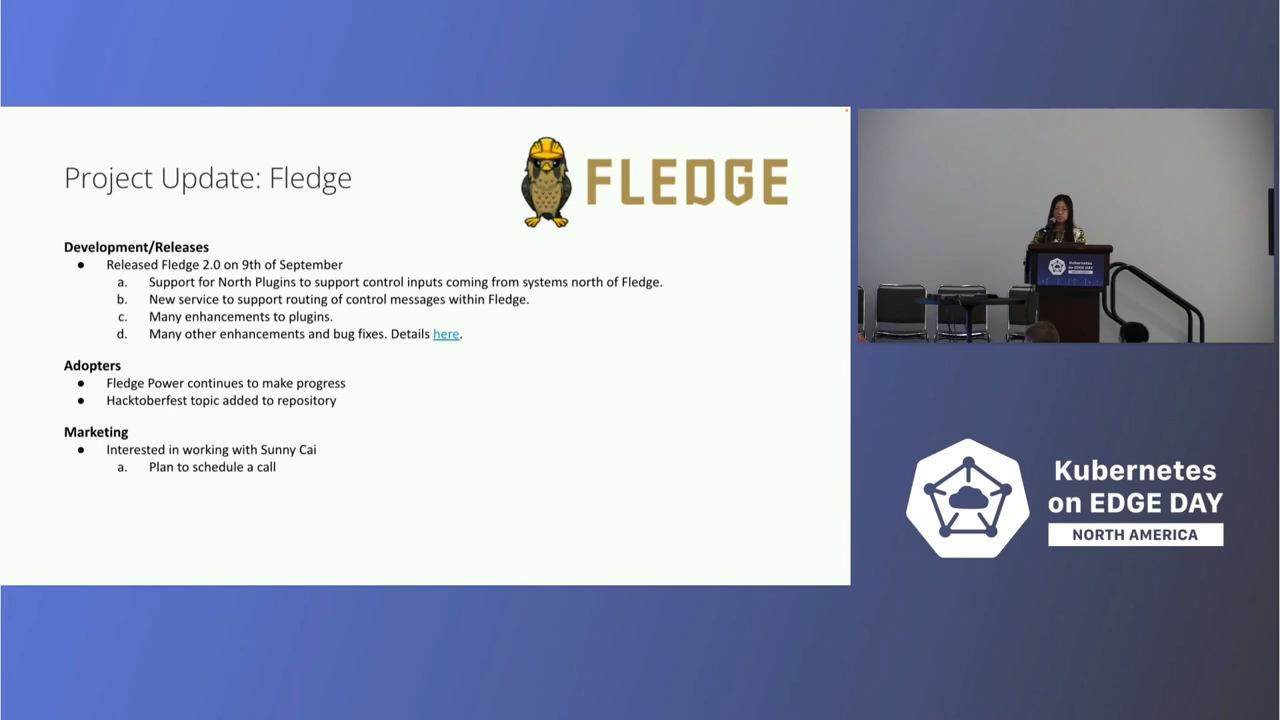 Project Update: Fledge
FLEDGE
Development/Releases
● Released Fledge 2.0 on 9th of September
a. Support for North Plugins to support control inputs coming from systems north of Fledge.
b. New service to support routing of control messages within Fledge.
c. Many enhancements to plugins.
d. Many other enhancements and bug fixes. Details here.
Adopters
● Fledge Power continues to make progress
● Hacktoberfest topic added to repository
Marketing
● Interested in working with Sunny Cai
a. Plan to schedule a call
Kubernetes
on EDGE DAY
Kubernetes
on EDGE DAY
NORTH AMERICA